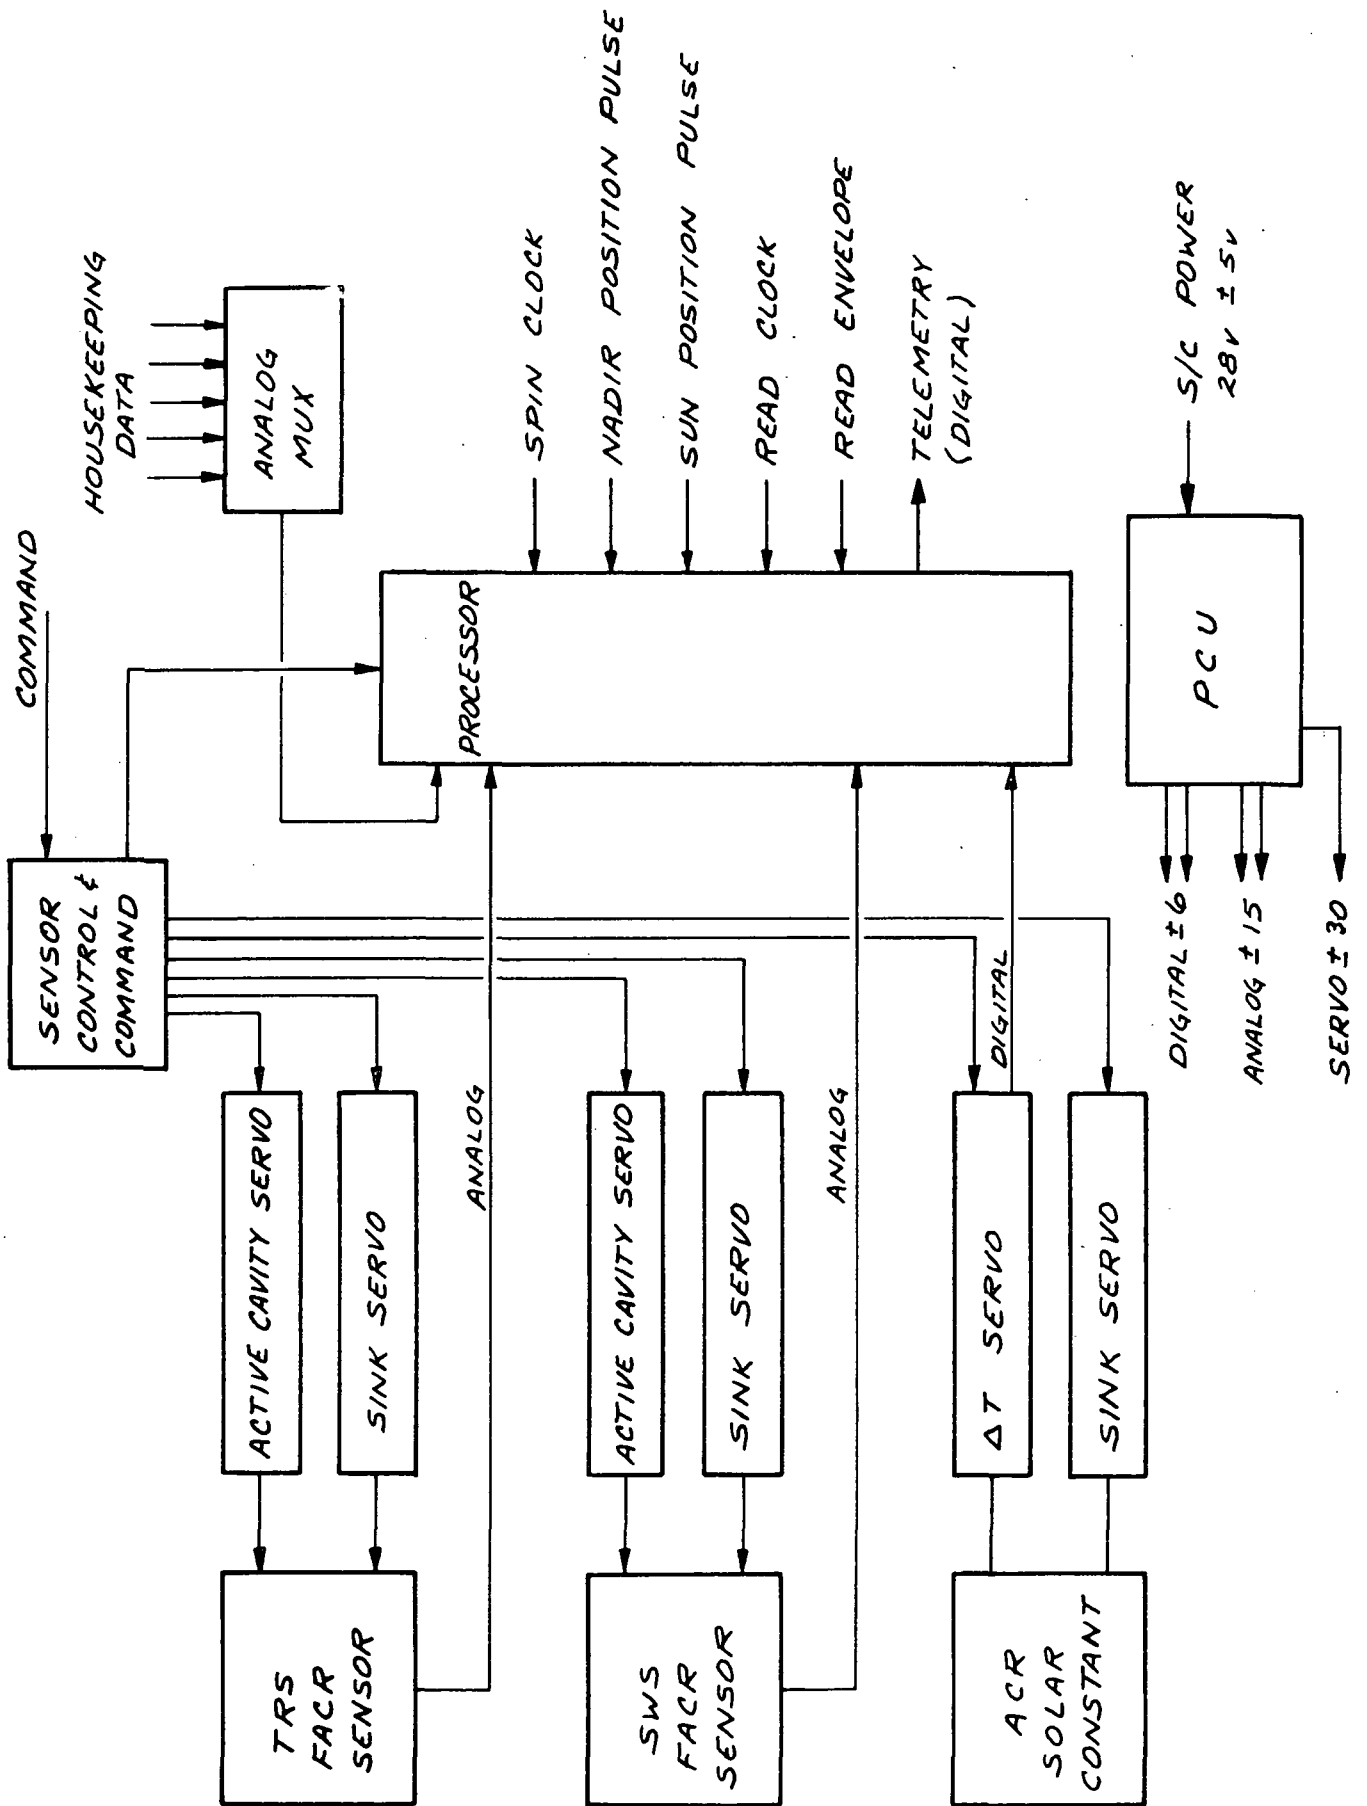 COMMAND
SENSOR
CONTROL &
COMMAND
HOUSEKEEPING
DATA
ANALOG
MUX
TRS
FACR
SENSOR
ACTIVE CAVITY SERVO
SINK SERVO
ANALOG
PROCESSOR
SPIN CLOCK
NADIR POSITION PULSE
SUN POSITION PULSE
READ CLOCK
READ ENVELOPE
TELEMETRY
(DIGITAL)
SWS
FACR
SENSOR
ACTIVE CAVITY SERVO
SINK SERVO
ANALOG
ACR
SOLAR
CONSTANT
ΔT SERVO
SINK SERVO
DIGITAL
PCU
S/C POWER
28V ± 5V
DIGITAL ± 6
ANALOG ± 15
SERVO ± 30